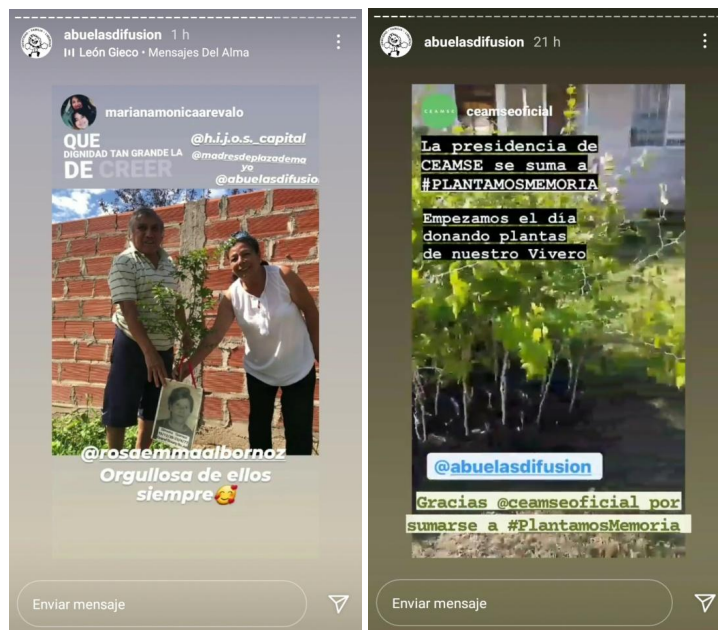 abuelasdifusion 1 h
León Gieco • Mensajes Del Alma
marianamonicaarevalo
QUE
DIGNIDAD TAN GRANDE LA
DE CREER
@h.i.j.o.s._capital
@madresdeplazadema
yo
@abuelasdifusio
@rosaemmaalbornoz
Orgullosa de ellos
siempre🥰
Enviar mensaje
abuelasdifusion 21 h
CEAMSE
ceamseoficial
La presidencia de
CEAMSE se suma a
#PLANTAMOSMEMORIA
Empezamos el día
donando plantas
de nuestro Vivero
@abuelasdifusion
Gracias @ceamseoficial por
sumarse a #PlantamosMemoria
Enviar mensaje